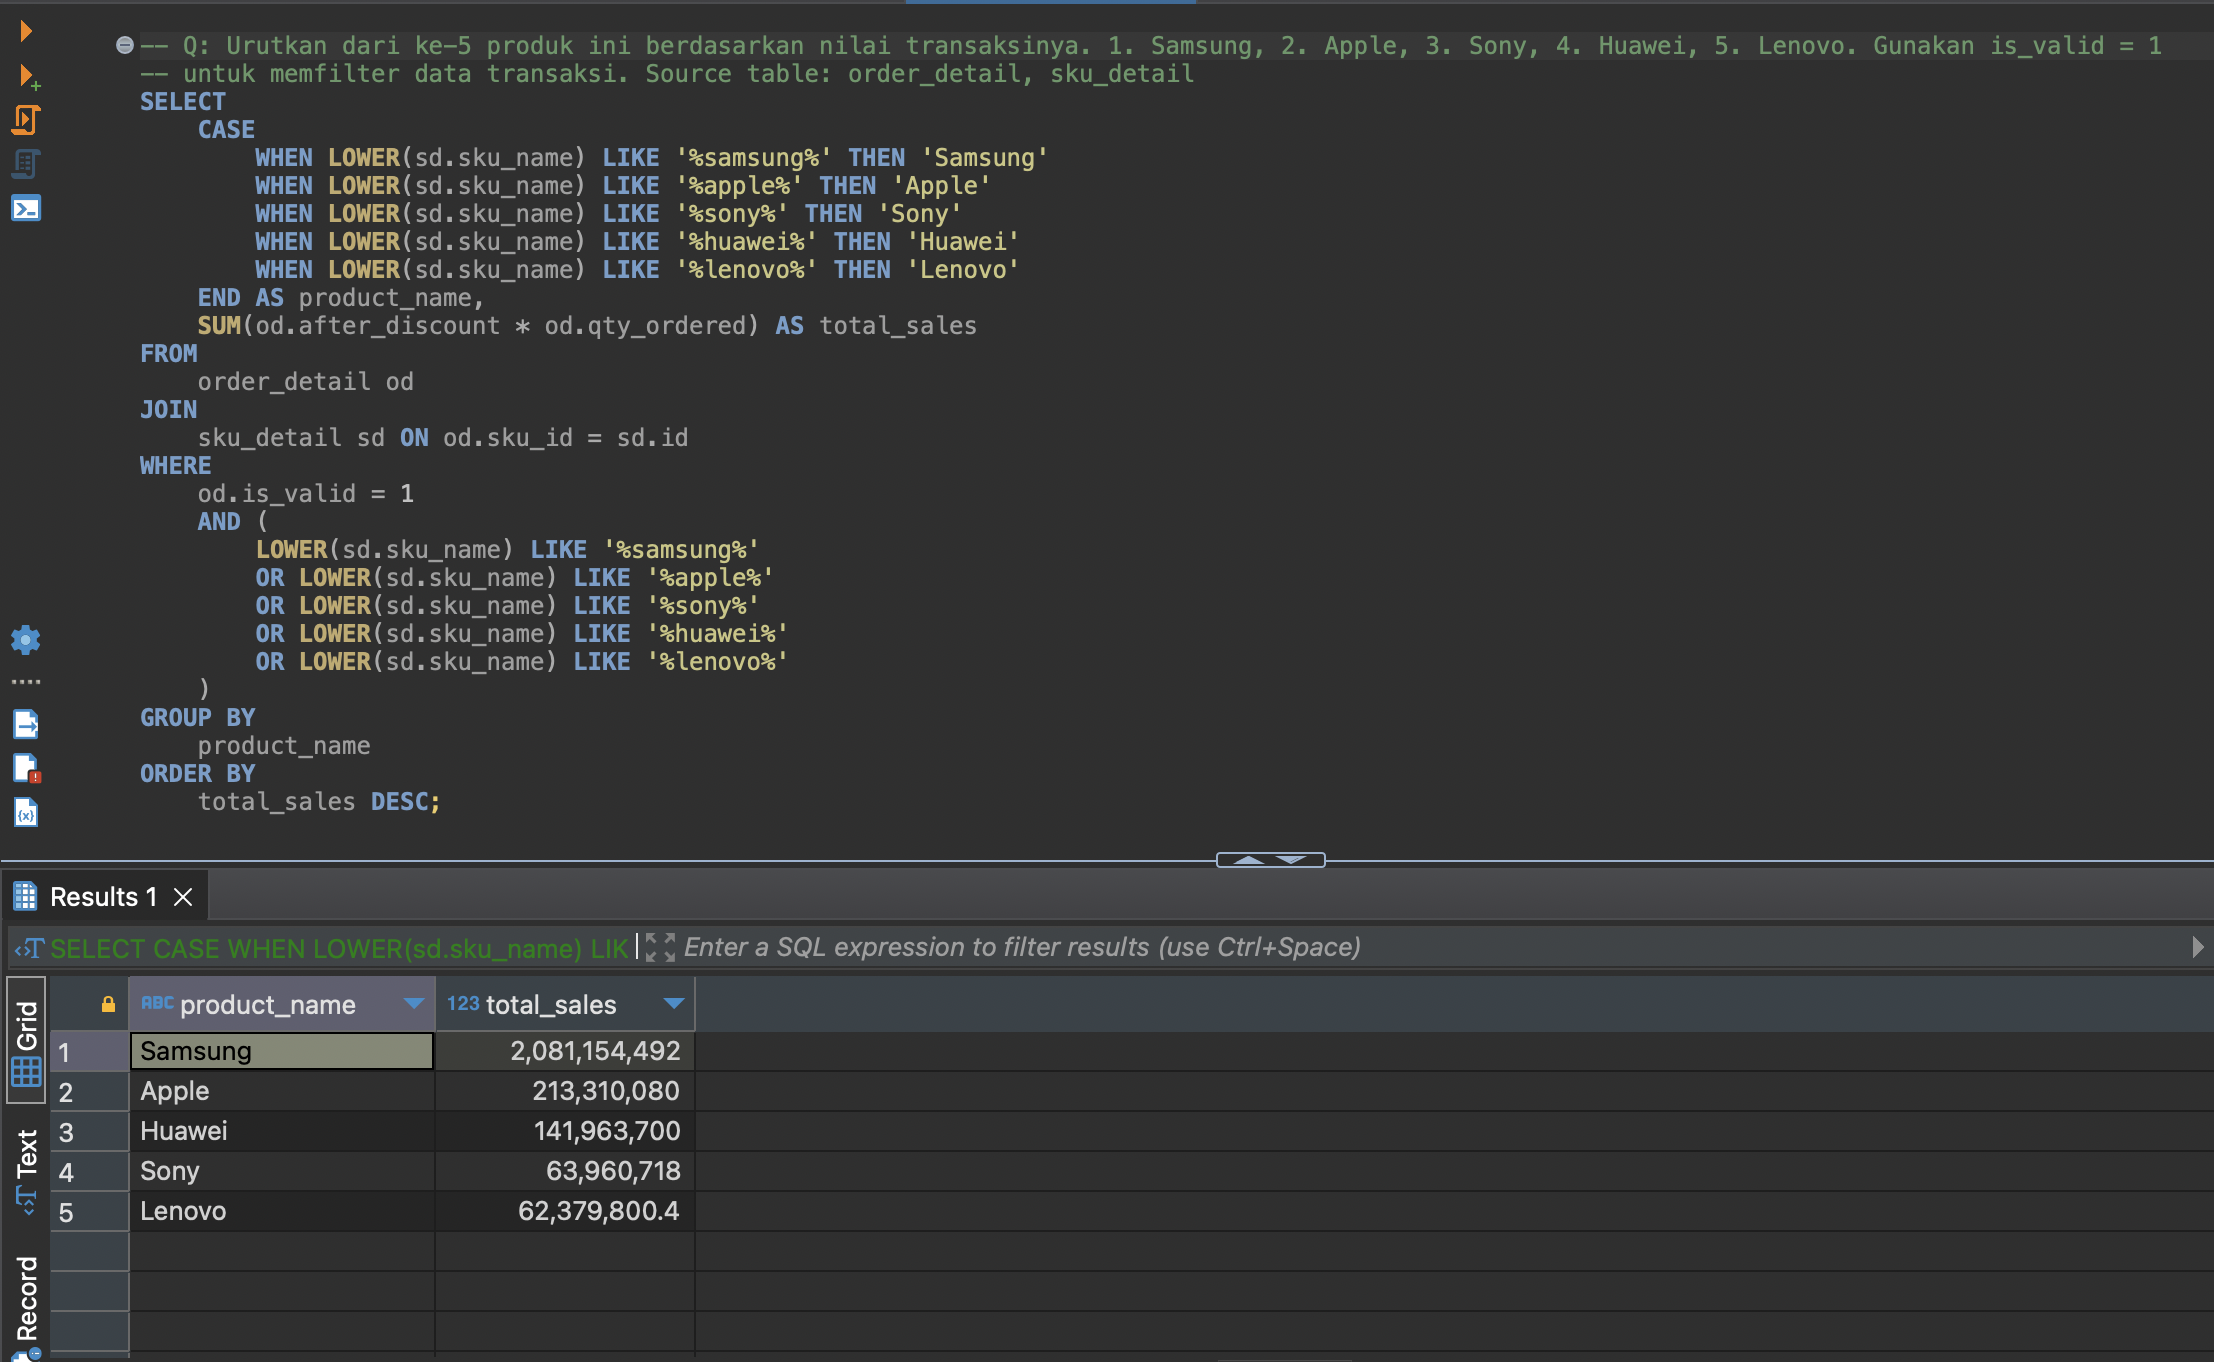 -- Q: Urutkan dari ke-5 produk ini berdasarkan nilai transaksinya. 1. Samsung, 2. Apple, 3. Sony, 4. Huawei, 5. Lenovo. Gunakan is_valid = 1
-- untuk memfilter data transaksi. Source table: order_detail, sku_detail
SELECT
    CASE
        WHEN LOWER(sd.sku_name) LIKE '%samsung%' THEN 'Samsung'
        WHEN LOWER(sd.sku_name) LIKE '%apple%' THEN 'Apple'
        WHEN LOWER(sd.sku_name) LIKE '%sony%' THEN 'Sony'
        WHEN LOWER(sd.sku_name) LIKE '%huawei%' THEN 'Huawei'
        WHEN LOWER(sd.sku_name) LIKE '%lenovo%' THEN 'Lenovo'
    END AS product_name,
    SUM(od.after_discount * od.qty_ordered) AS total_sales
FROM
    order_detail od
JOIN
    sku_detail sd ON od.sku_id = sd.id
WHERE
    od.is_valid = 1
    AND (
        LOWER(sd.sku_name) LIKE '%samsung%'
        OR LOWER(sd.sku_name) LIKE '%apple%'
        OR LOWER(sd.sku_name) LIKE '%sony%'
        OR LOWER(sd.sku_name) LIKE '%huawei%'
        OR LOWER(sd.sku_name) LIKE '%lenovo%'
    )
GROUP BY
    product_name
ORDER BY
    total_sales DESC;
Results 1
SELECT CASE WHEN LOWER(sd.sku_name) LIK Enter a SQL expression to filter results (use Ctrl+Space)
Grid
Text
Record
ABC product_name 123 total_sales
1 Samsung 2,081,154,492
2 Apple 213,310,080
3 Huawei 141,963,700
4 Sony 63,960,718
5 Lenovo 62,379,800.4